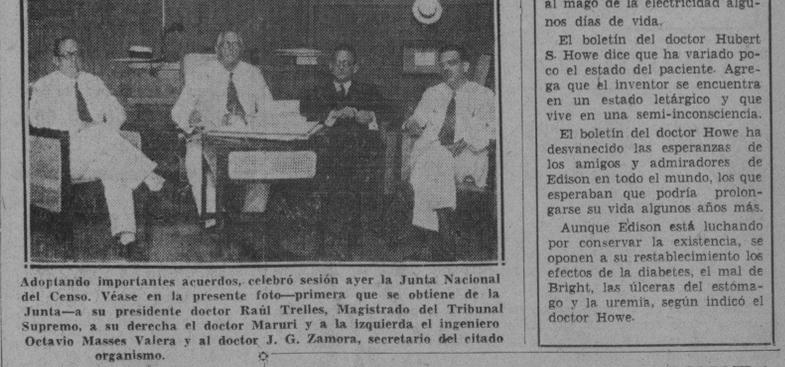 Adoptando importantes acuerdos, celebró sesión ayer la Junta Nacional
del Censo. Véase en la presente foto—primera que se obtiene de la
Junta—a su presidente doctor Raúl Trelles, Magistrado del Tribunal
Supremo, a su derecha el doctor Maruri y a la izquierda el ingeniero
Octavio Masses Valera y al doctor J. G. Zamora, secretario del citado
organismo.
al mago de la electricidad algu-
nos días de vida.
El boletín del doctor Hubert
S. Howe dice que ha variado po-
co el estado del paciente. Agre-
ga que el inventor se encuentra
en un estado letárgico y que
vive en una semi-inconsciencia.
El boletín del doctor Howe ha
desvanecido las esperanzas de
los amigos y admiradores de
Edison en todo el mundo, los que
esperaban que podría prolon-
garse su vida algunos años más.
Aunque Edison está luchando
por conservar la existencia, se
oponen a su restablecimiento los
efectos de la diabetes, el mal de
Bright, las úlceras del estóma-
go y la uremia, según indicó el
doctor Howe.